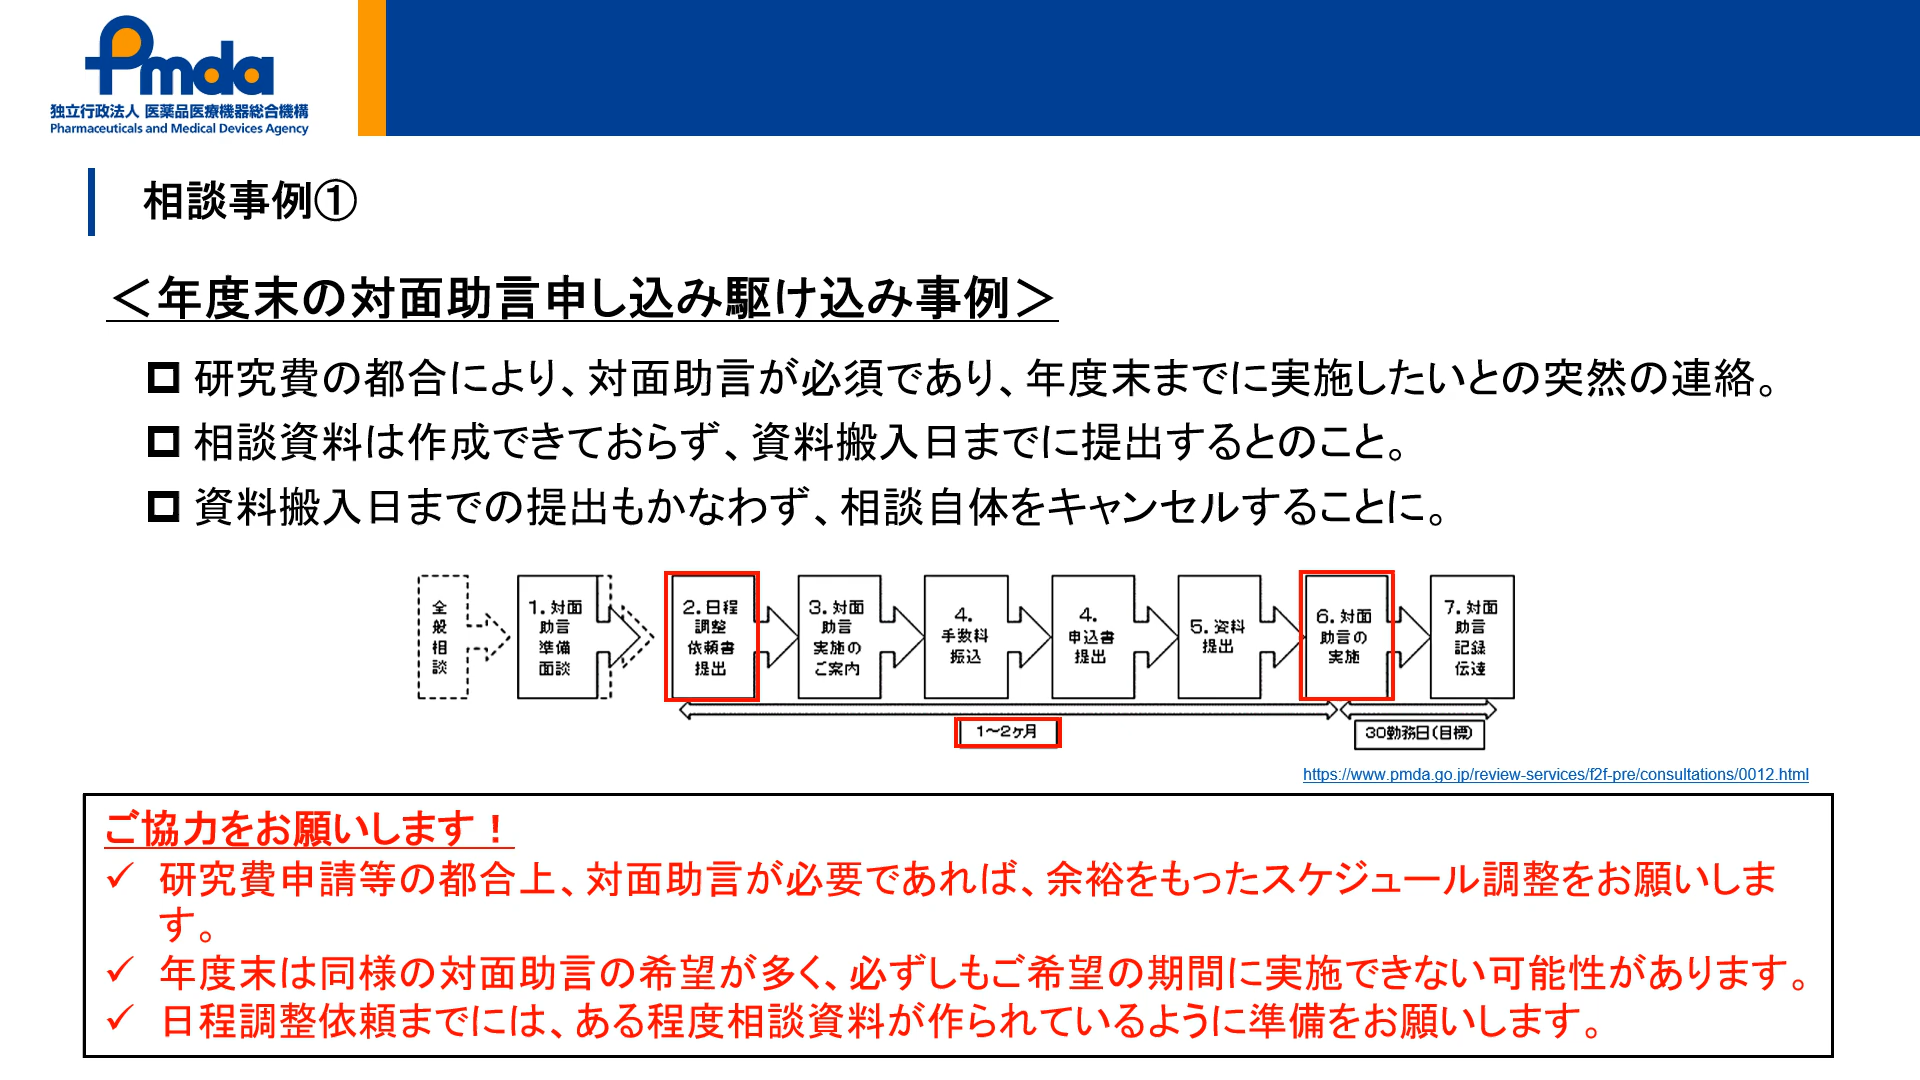 pmda
独立行政法人 医薬品医療機器総合機構
Pharmaceuticals and Medical Devices Agency
相談事例①
＜年度末の対面助言申し込み駆け込み事例＞
研究費の都合により、対面助言が必須であり、年度末までに実施したいとの突然の連絡。
相談資料は作成できておらず、資料搬入日までに提出するとのこと。
資料搬入日までの提出もかなわず、相談自体をキャンセルすることに。
全
般
相
談
1. 対面
助言
準備
面談
2. 日程
調整
依頼書
提出
3. 対面
助言
実施の
ご案内
4.
手数料
振込
4.
申込書
提出
5. 資料
提出
6. 対面
助言の
実施
7. 対面
助言
記録
伝達
1～2ヶ月
30勤務日(目標)
https://www.pmda.go.jp/review-services/f2f-pre/consultations/0012.html
ご協力をお願いします！
✓ 研究費申請等の都合上、対面助言が必要であれば、余裕をもったスケジュール調整をお願いしま
す。
✓ 年度末は同様の対面助言の希望が多く、必ずしもご希望の期間に実施できない可能性があります。
✓ 日程調整依頼までには、ある程度相談資料が作られているように準備をお願いします。